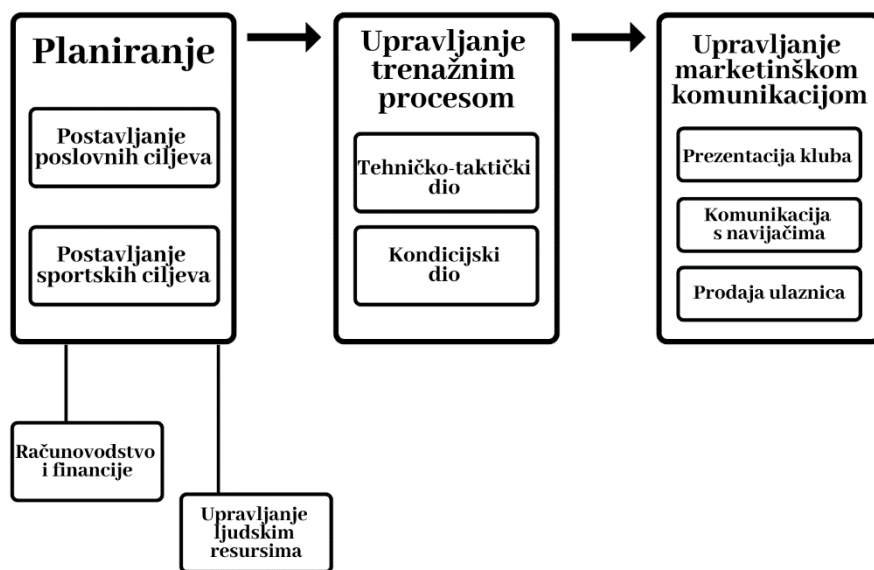 Planiranje
Postavljanje
poslovnih ciljeva
Postavljanje
sportskih ciljeva
Računovodstvo
i financije
Upravljanje
ljudskim
resursima
Upravljanje
trenažnim
procesom
Tehničko-taktički
dio
Kondicijski
dio
Upravljanje
marketinškom
komunikacijom
Prezentacija kluba
Komunikacija
s navijačima
Prodaja ulaznica